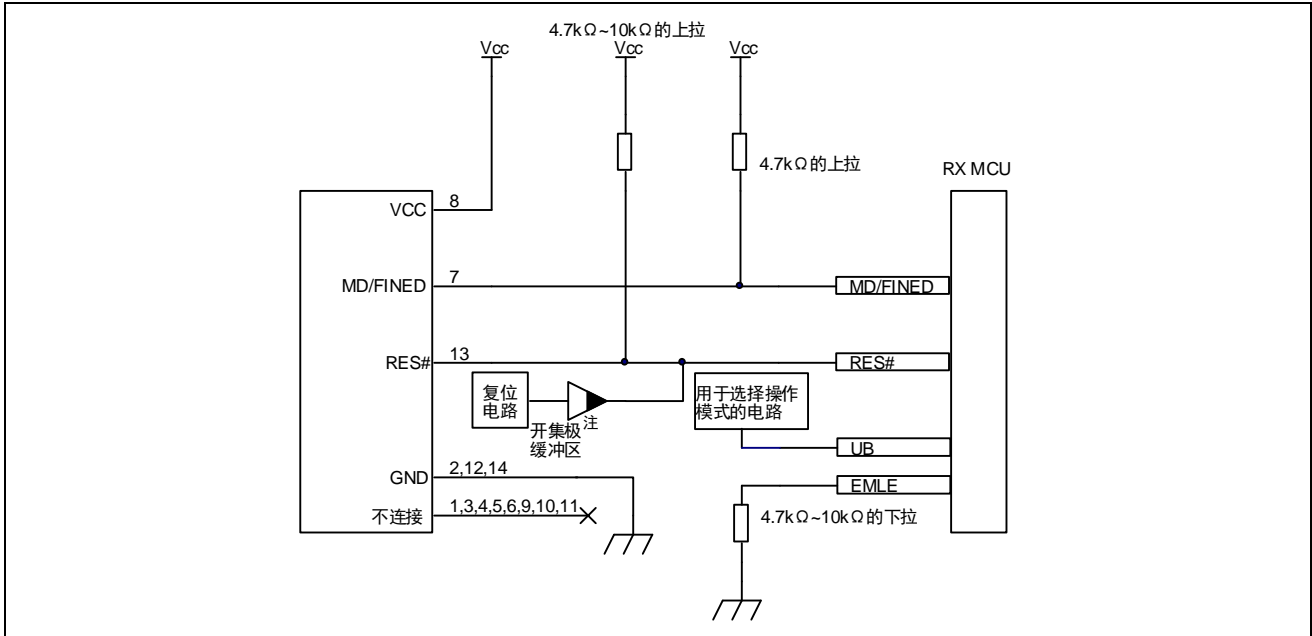 4.7kΩ~10kΩ的上拉
Vcc
Vcc
Vcc
4.7kΩ的上拉
RX MCU
VCC
8
MD/FINED
7
MD/FINED
RES#
13
RES#
复位
电路
注
开集极
缓冲区
用于选择操作
模式的电路
UB
GND
2,12,14
EMLE
不连接
1,3,4,5,6,9,10,11
4.7kΩ~10kΩ的下拉